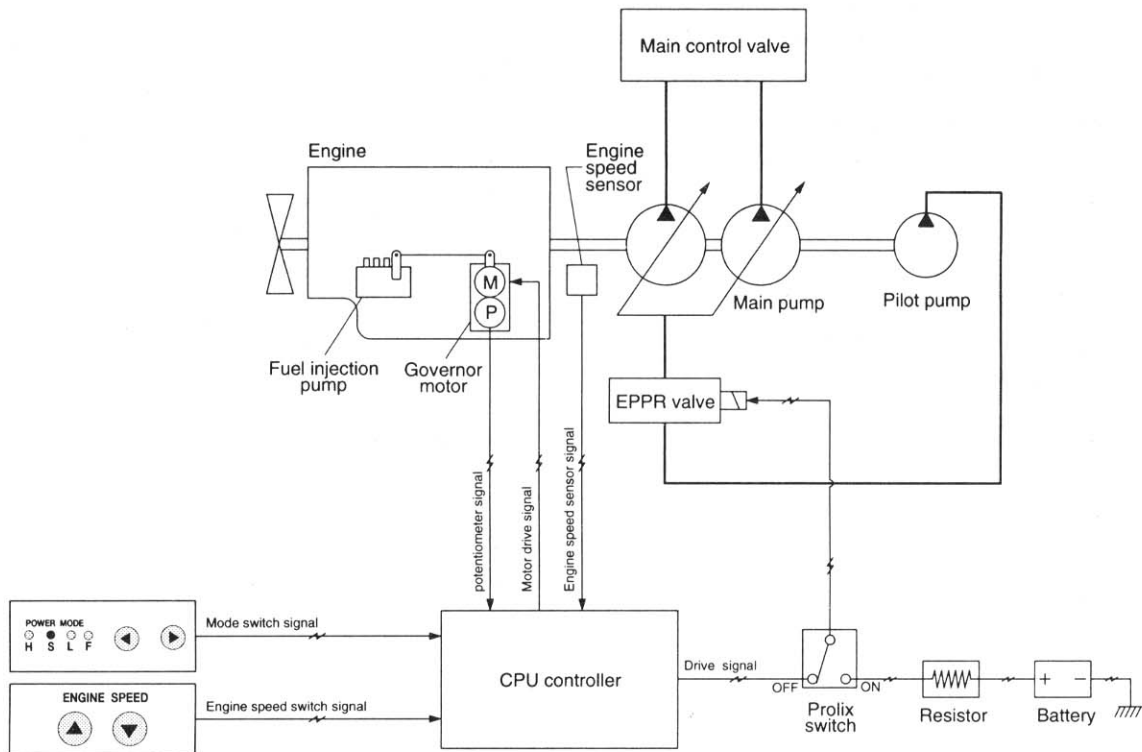 Main control valve
Engine
Engine
speed
sensor
M
P
Main pump
Pilot pump
Fuel injection
pump
Governor
motor
EPPR valve
potentiometer signal
Motor drive signal
Engine speed sensor signal
POWER MODE
H S L F
Mode switch signal
CPU controller
Drive signal
OFF
ON
Prolix
switch
Resistor
+ -
Battery
ENGINE SPEED
Engine speed switch signal